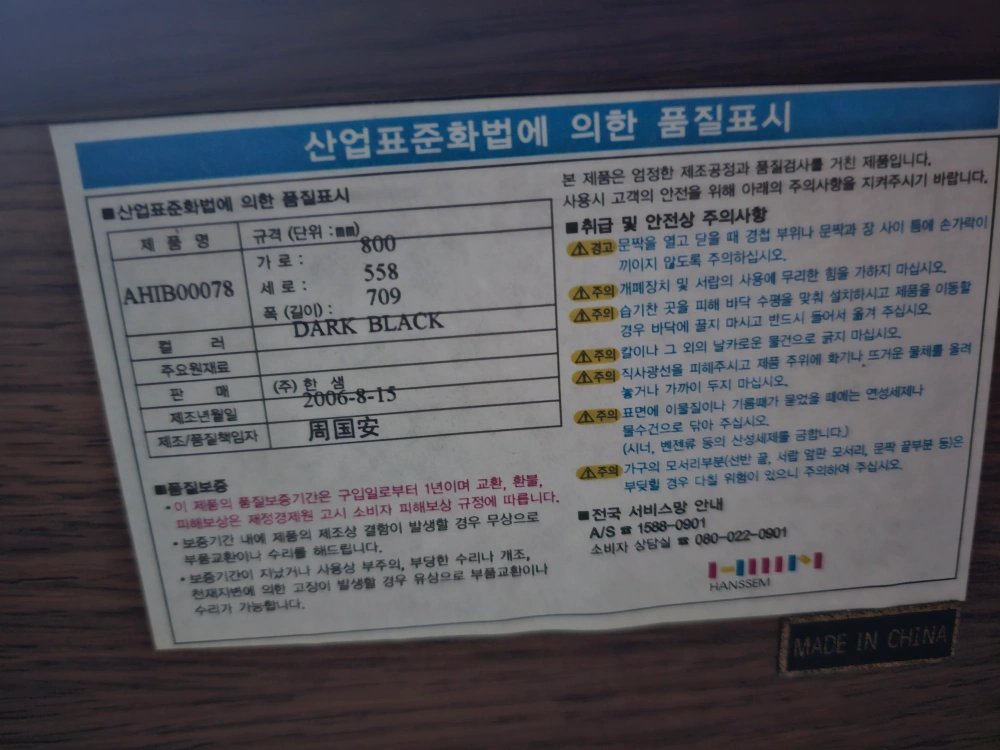 산업표준화법에 의한 품질표시
■산업표준화법에 의한 품질표시
제 품 명
규격 (단위 :㎜)
AHIB00078
가 로 : 800
세 로 : 558
폭 (길이) : 709
컬 러
DARK BLACK
주요원재료
판 매
(주) 한 샘
제조년월일
2006-8-15
제조/품질책임자
周国安
■품질보증
• 이 제품의 품질보증기간은 구입일로부터 1년이며 교환, 환불,
피해보상은 재정경제원 고시 소비자 피해보상 규정에 따릅니다.
• 보증기간 내에 제품의 제조상 결함이 발생할 경우 무상으로
부품교환이나 수리를 해드립니다.
• 보증기간이 지났거나 사용상 부주의, 부당한 수리나 개조,
천재지변에 의한 고장이 발생할 경우 유상으로 부품교환이나
수리가 가능합니다.
본 제품은 엄정한 제조공정과 품질검사를 거친 제품입니다.
사용시 고객의 안전을 위해 아래의 주의사항을 지켜주시기 바랍니다.
■취급 및 안전상 주의사항
⚠경고 문짝을 열고 닫을 때 경첩 부위나 문짝과 장 사이 틈에 손가락이
끼이지 않도록 주의하십시오.
⚠주의 개폐장치 및 서랍의 사용에 무리한 힘을 가하지 마십시오.
⚠주의 습기찬 곳을 피해 바닥 수평을 맞춰 설치하시고 제품을 이동할
경우 바닥에 끌지 마시고 반드시 들어서 옮겨 주십시오.
⚠주의 칼이나 그 외의 날카로운 물건으로 긁지 마십시오.
⚠주의 직사광선을 피해주시고 제품 주위에 화기나 뜨거운 물체를 올려
놓거나 가까이 두지 마십시오.
⚠주의 표면에 이물질이나 기름때가 묻었을 때에는 연성세제나
물수건으로 닦아 주십시오.
(시너, 벤젠류 등의 산성세제를 금합니다.)
⚠주의 가구의 모서리부분(선반 끝, 서랍 앞판 모서리, 문짝 끝부분 등)은
부딪힐 경우 다칠 위험이 있으니 주의하여 주십시오.
■전국 서비스망 안내
A/S ☎ 1588-0901
소비자 상담실 ☎ 080-022-0901
HANSSEM
MADE IN CHINA